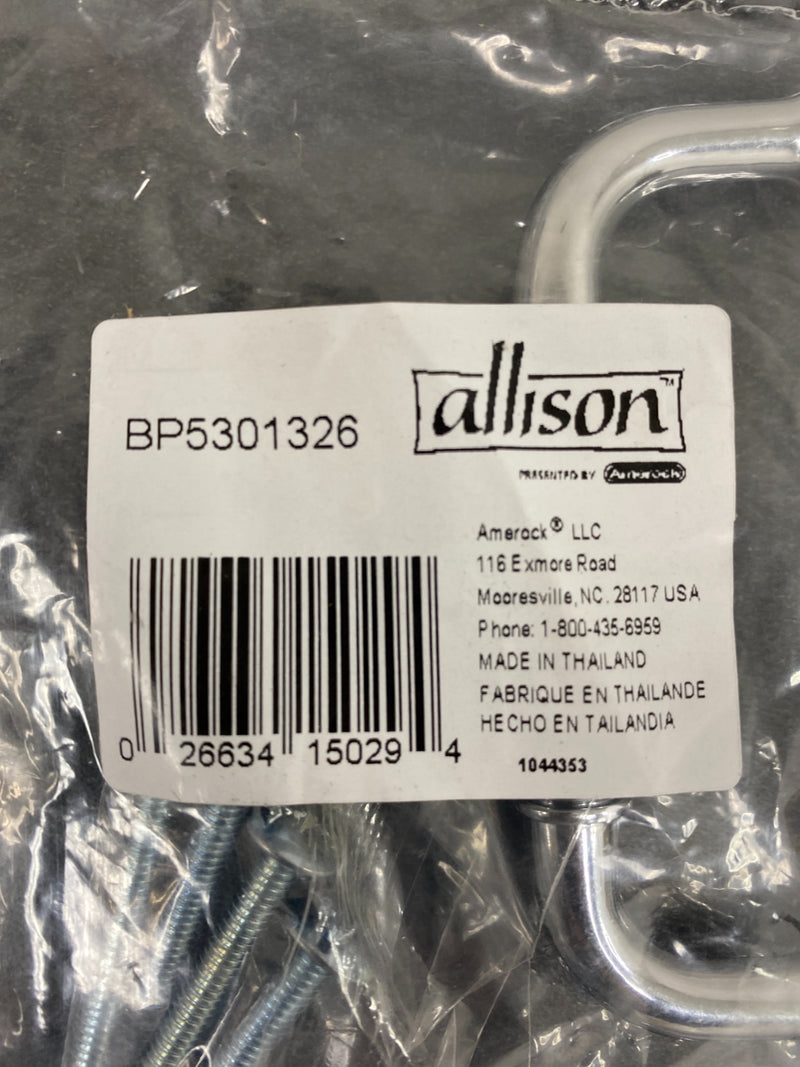 BP5301326
allison™
PRESENTED BY Amerock
Amerock® LLC
116 Exmore Road
Mooresville, NC. 28117 USA
Phone: 1-800-435-6959
MADE IN THAILAND
FABRIQUE EN THAILANDE
HECHO EN TAILANDIA
1044353
0 26634 15029 4